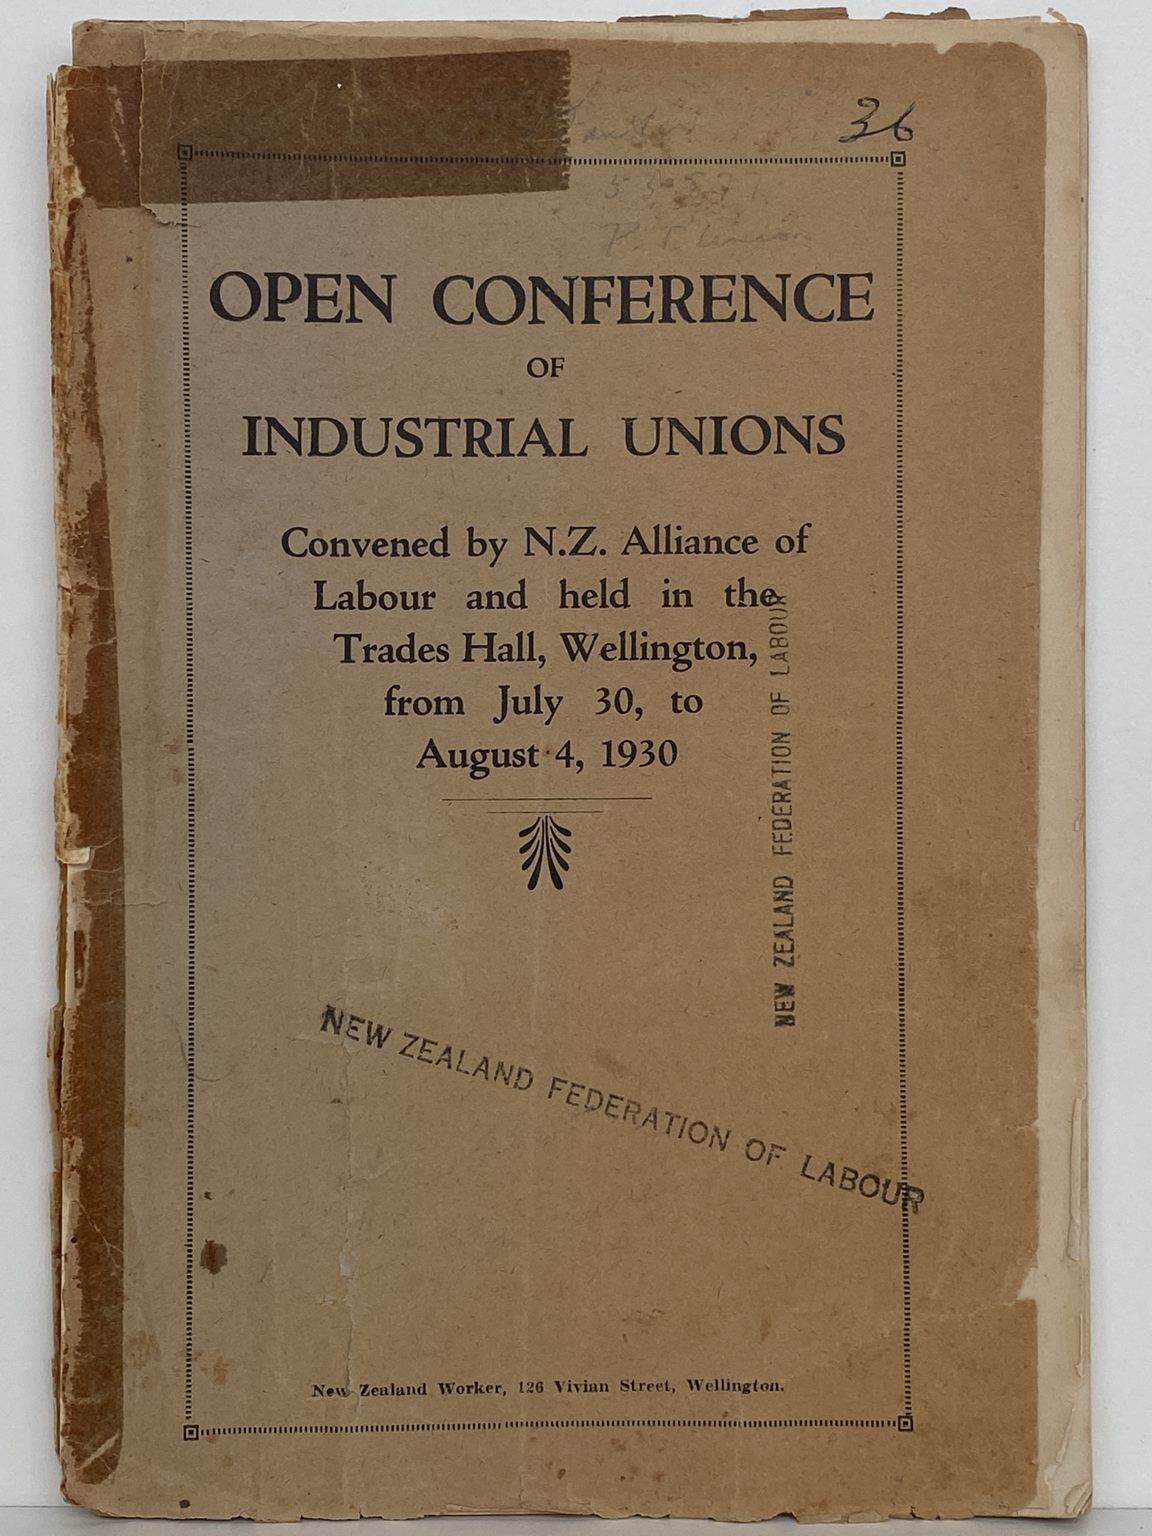 36
53577
P. T. Union
OPEN CONFERENCE
OF
INDUSTRIAL UNIONS
Convened by N.Z. Alliance of
Labour and held in the
Trades Hall, Wellington,
from July 30, to
August 4, 1930
NEW ZEALAND FEDERATION OF LABOUR
NEW ZEALAND FEDERATION OF LABOUR
New Zealand Worker, 126 Vivian Street, Wellington.